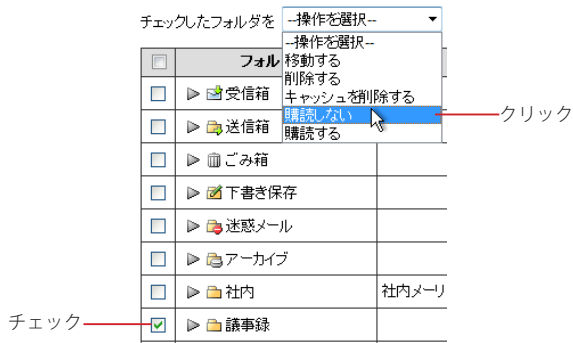 チェックしたフォルダを --操作を選択--
--操作を選択--
移動する
削除する
キャッシュを削除する
購読しない
購読する
クリック
フォル
受信箱
送信箱
ごみ箱
下書き保存
迷惑メール
アーカイブ
社内 社内メーリ
チェック
議事録